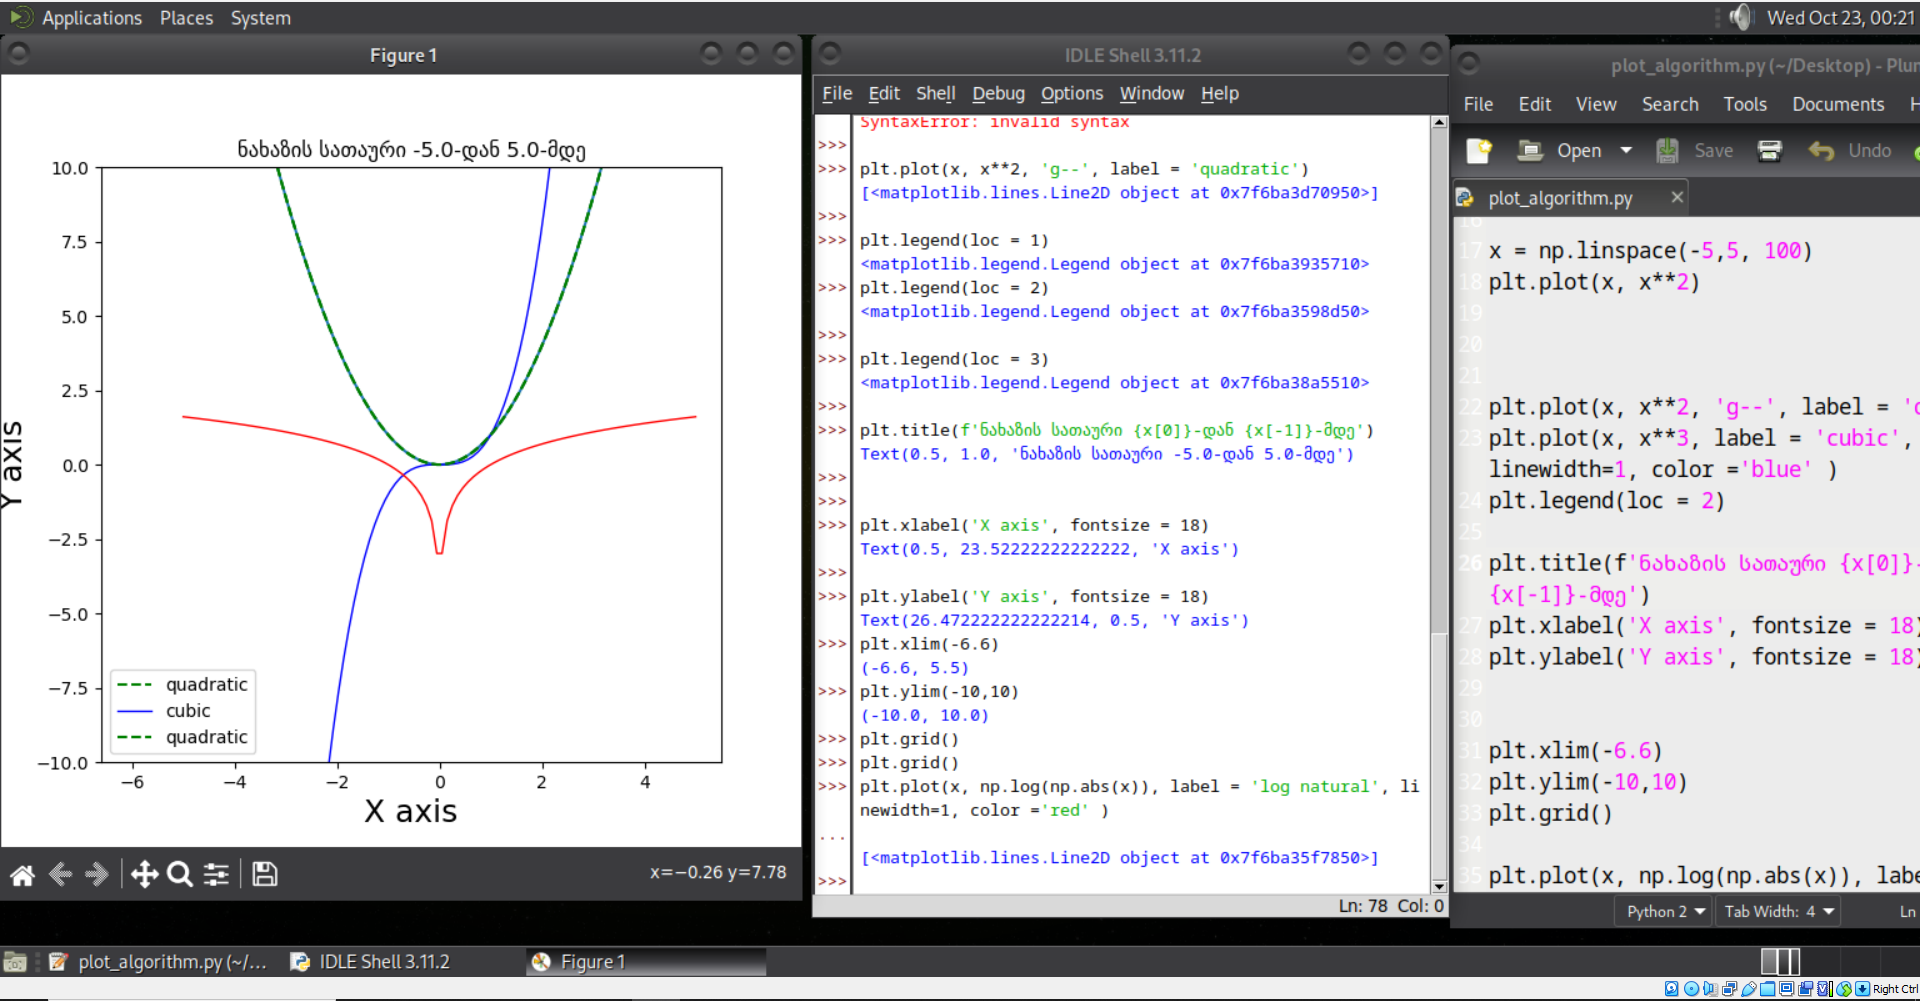 Applications Places System
Wed Oct 23, 00:21
Figure 1
ნახაზის სათაური -5.0-დან 5.0-მდე
10.0
7.5
5.0
2.5
0.0
−2.5
−5.0
−7.5
−10.0
Y axis
quadratic
cubic
quadratic
−6 −4 −2 0 2 4
X axis
x=−0.26 y=7.78
IDLE Shell 3.11.2
File Edit Shell Debug Options Window Help
SyntaxError: invalid syntax
>>>
>>> plt.plot(x, x**2, 'g--', label = 'quadratic')
[<matplotlib.lines.Line2D object at 0x7f6ba3d70950>]
>>>
>>> plt.legend(loc = 1)
<matplotlib.legend.Legend object at 0x7f6ba3935710>
>>> plt.legend(loc = 2)
<matplotlib.legend.Legend object at 0x7f6ba3598d50>
>>>
>>> plt.legend(loc = 3)
<matplotlib.legend.Legend object at 0x7f6ba38a5510>
>>>
>>> plt.title(f'ნახაზის სათაური {x[0]}-დან {x[-1]}-მდე')
Text(0.5, 1.0, 'ნახაზის სათაური -5.0-დან 5.0-მდე')
>>>
>>>
>>> plt.xlabel('X axis', fontsize = 18)
Text(0.5, 23.52222222222222, 'X axis')
>>>
>>> plt.ylabel('Y axis', fontsize = 18)
Text(26.472222222222214, 0.5, 'Y axis')
>>> plt.xlim(-6.6)
(-6.6, 5.5)
>>> plt.ylim(-10,10)
(-10.0, 10.0)
>>> plt.grid()
>>> plt.grid()
>>> plt.plot(x, np.log(np.abs(x)), label = 'log natural', li
newidth=1, color ='red' )
...
[<matplotlib.lines.Line2D object at 0x7f6ba35f7850>]
>>>
Ln: 78 Col: 0
plot_algorithm.py (~/Desktop) - Plu
File Edit View Search Tools Documents H
Open Save Undo
plot_algorithm.py
16
17 x = np.linspace(-5,5, 100)
18 plt.plot(x, x**2)
19
20
21
22 plt.plot(x, x**2, 'g--', label = '
23 plt.plot(x, x**3, label = 'cubic',
linewidth=1, color ='blue' )
24 plt.legend(loc = 2)
25
26 plt.title(f'ნახაზის სათაური {x[0]}-
{x[-1]}-მდე')
27 plt.xlabel('X axis', fontsize = 18)
28 plt.ylabel('Y axis', fontsize = 18)
29
30
31 plt.xlim(-6.6)
32 plt.ylim(-10,10)
33 plt.grid()
34
35 plt.plot(x, np.log(np.abs(x)), labe
Python 2 Tab Width: 4 Ln
plot_algorithm.py (~/... IDLE Shell 3.11.2 Figure 1
Right Ctrl